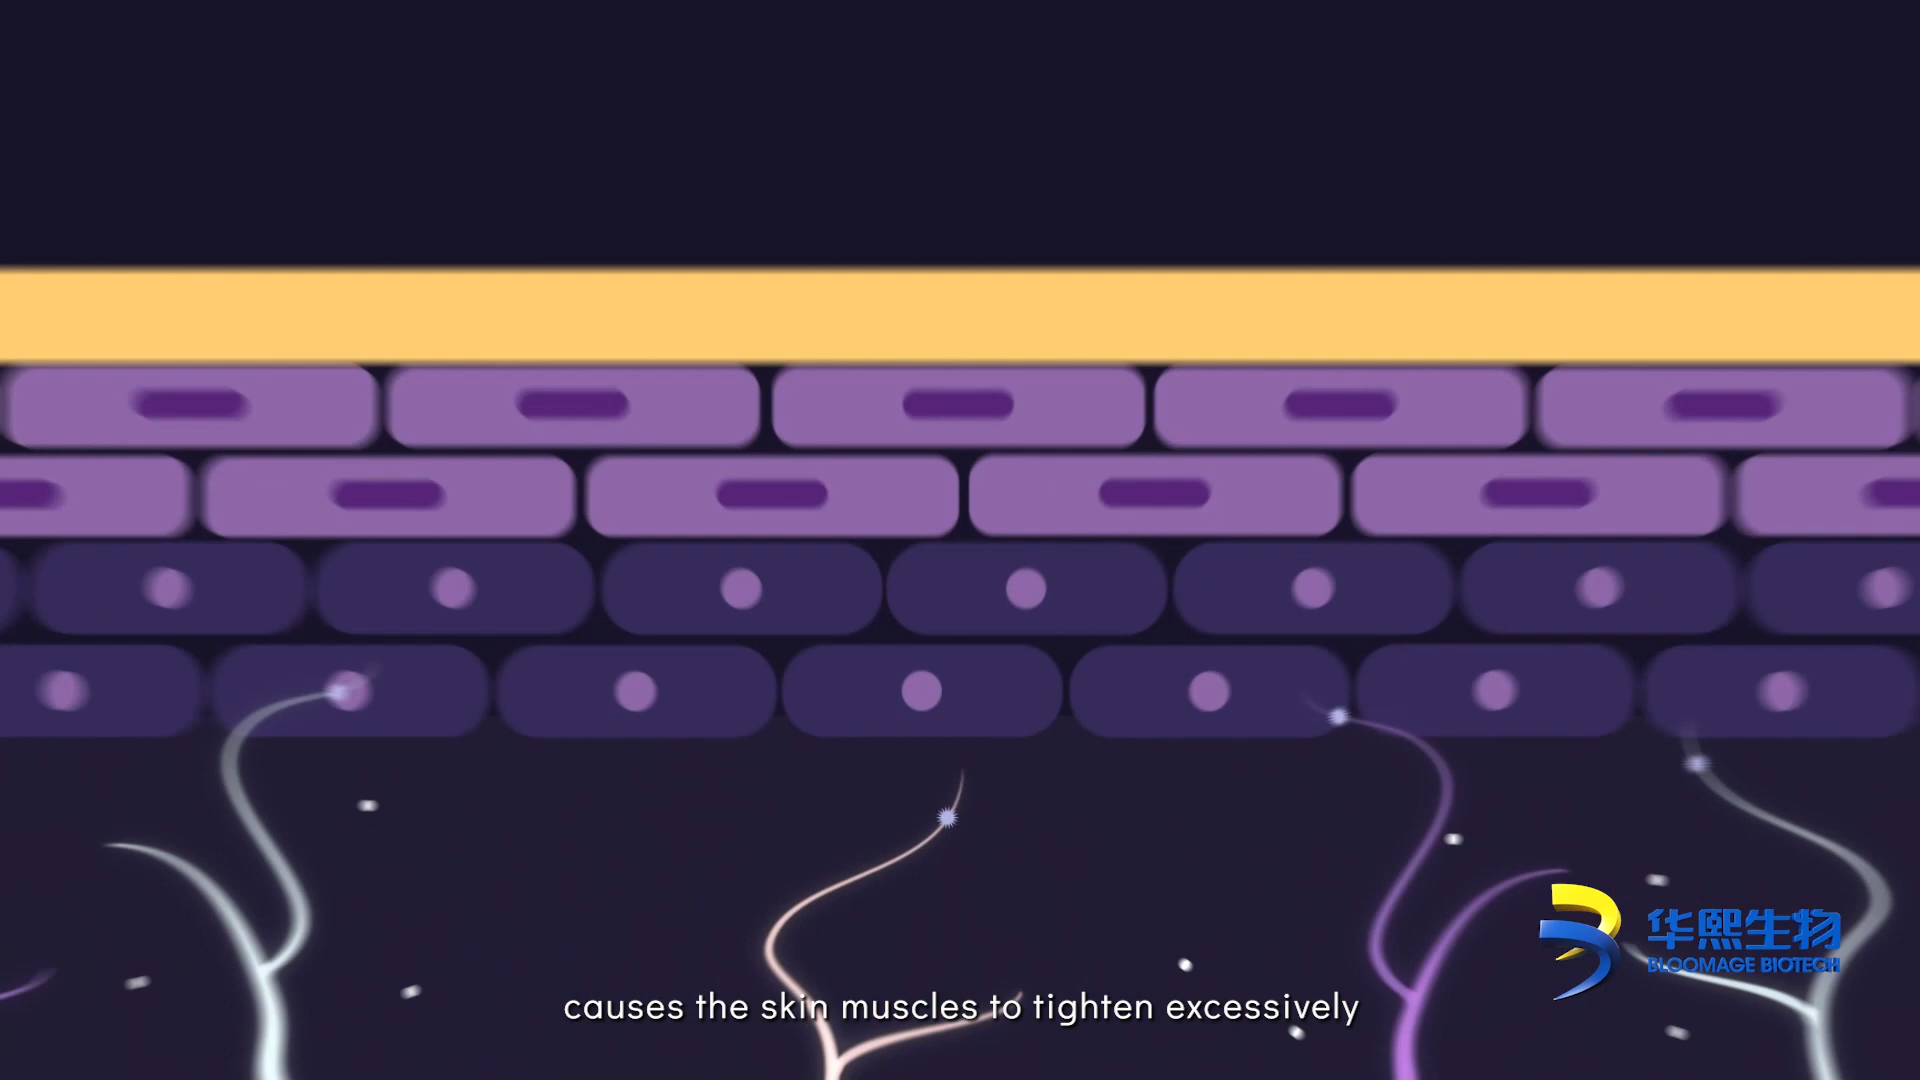 华熙生物
BLOOMAGE BIOTECH
causes the skin muscles to tighten excessively